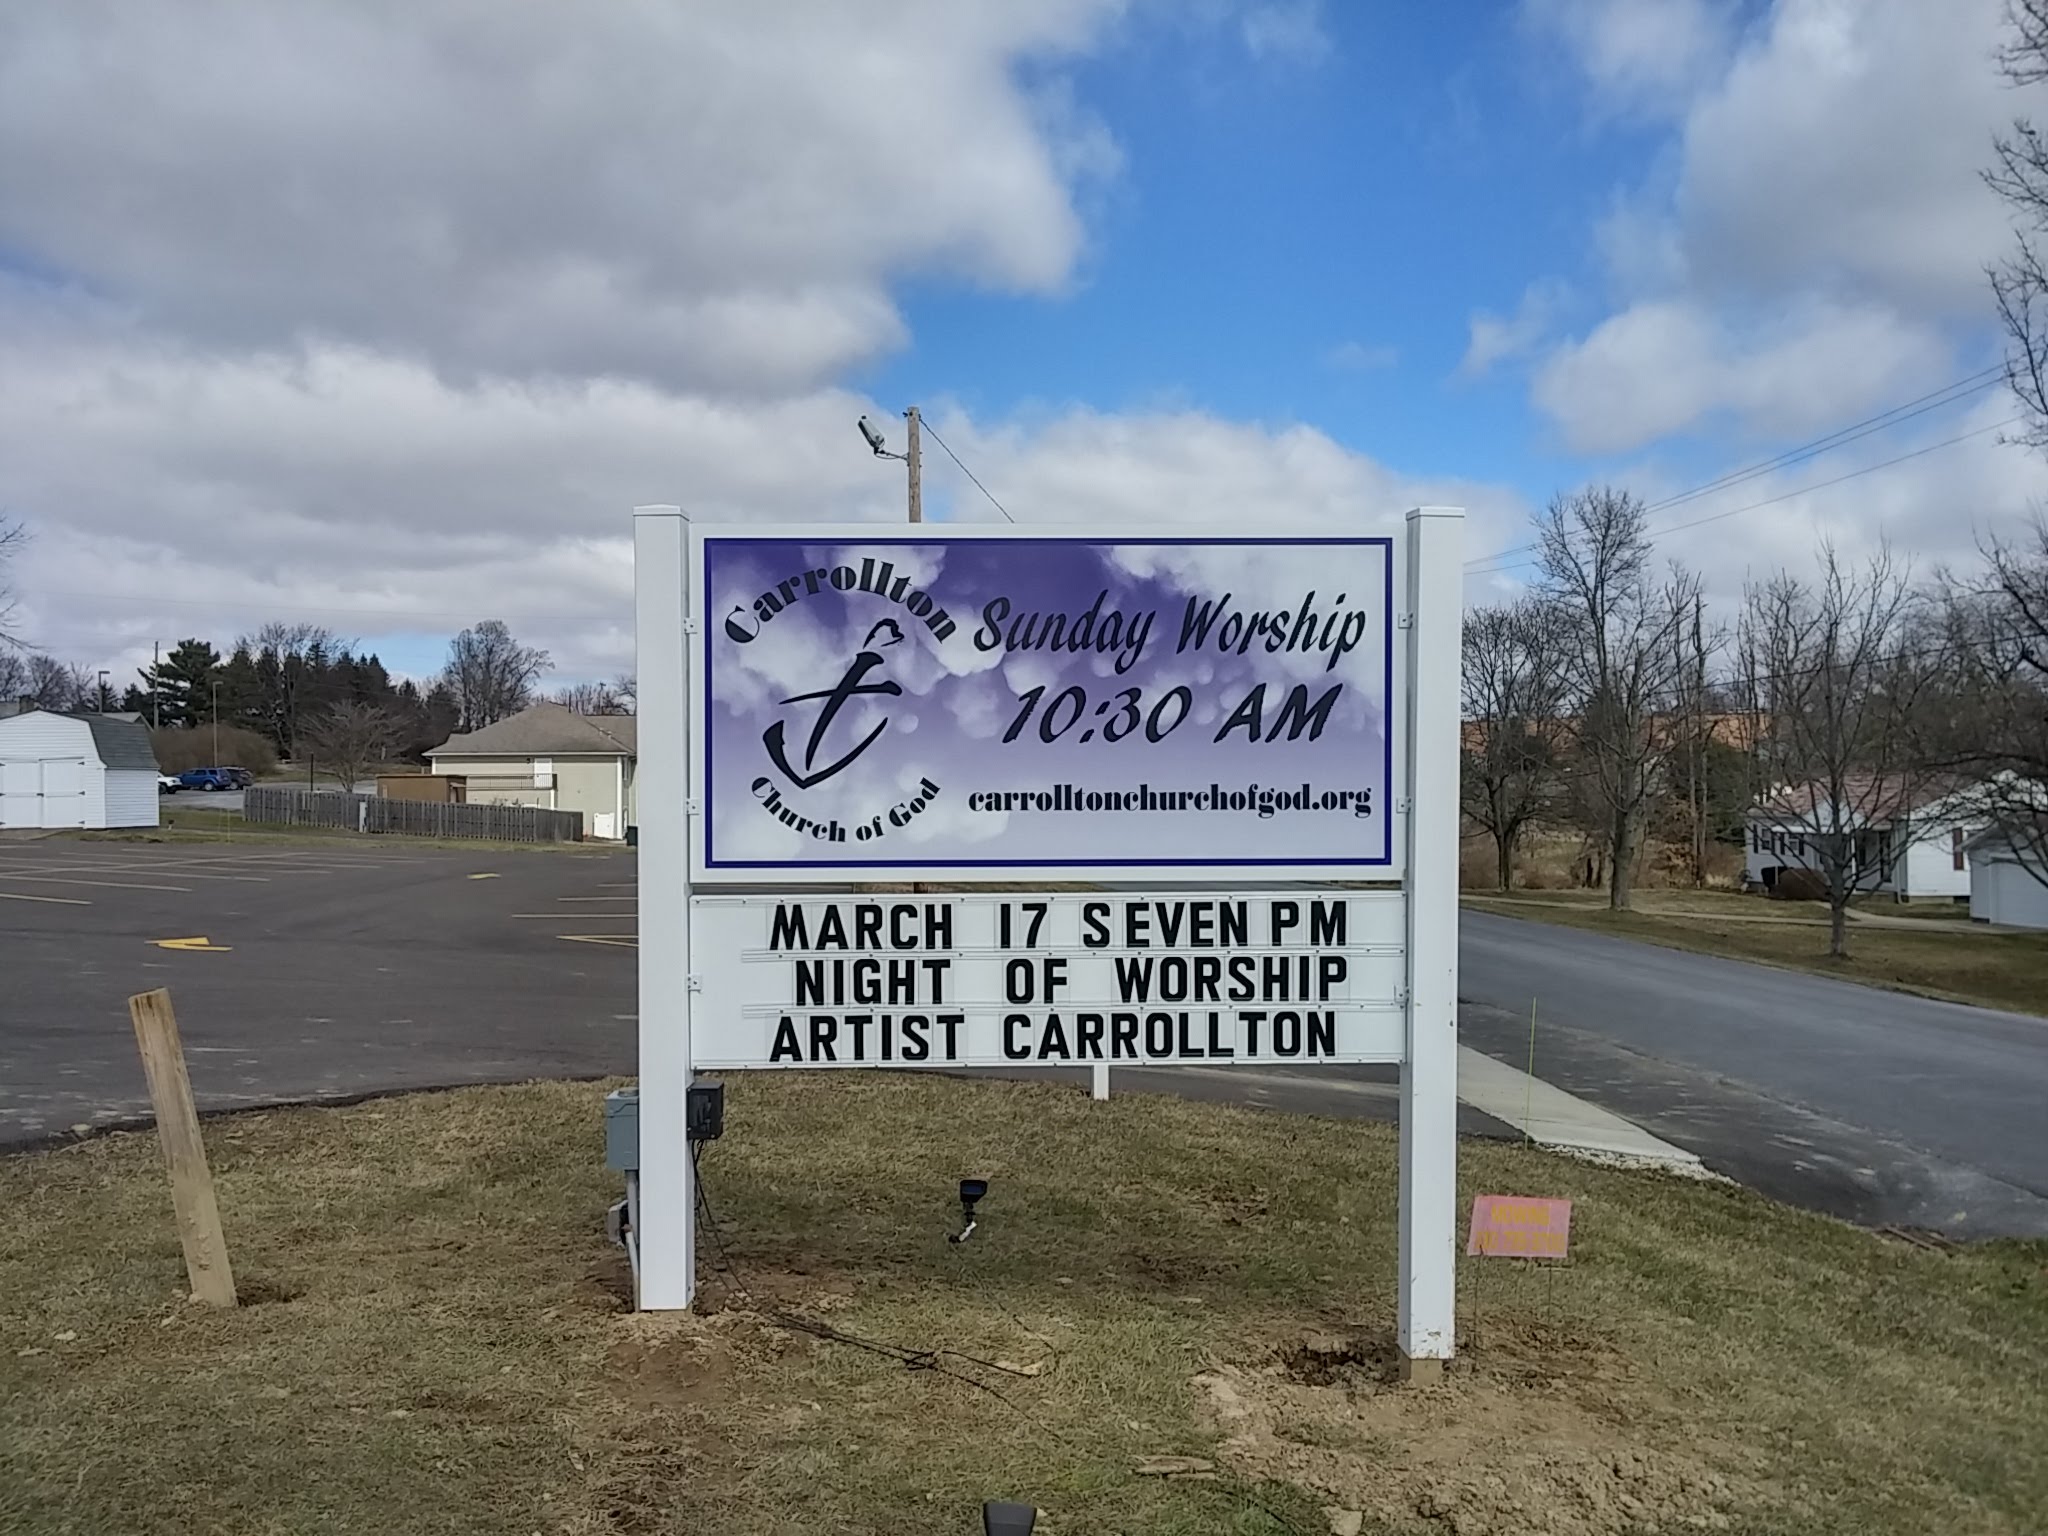 Carrollton
Church of God
Sunday Worship
10:30 AM
carrolltonchurchofgod.org
MARCH 17 SEVEN PM
NIGHT OF WORSHIP
ARTIST CARROLLTON